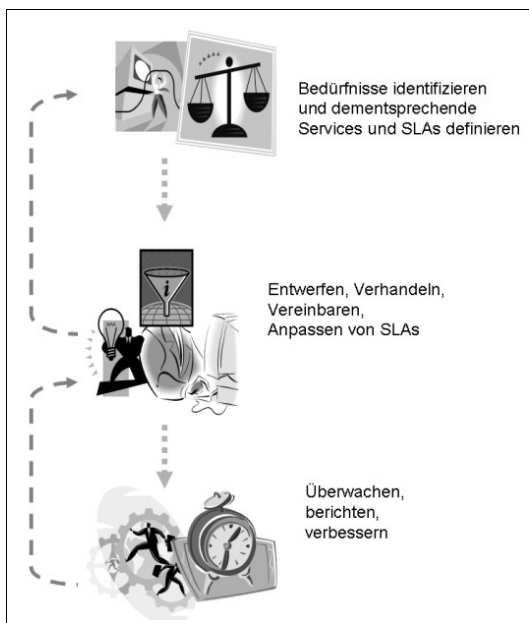 Bedürfnisse identifizieren
und dementsprechende
Services und SLAs definieren
i
Entwerfen, Verhandeln,
Vereinbaren,
Anpassen von SLAs
Überwachen,
berichten,
verbessern